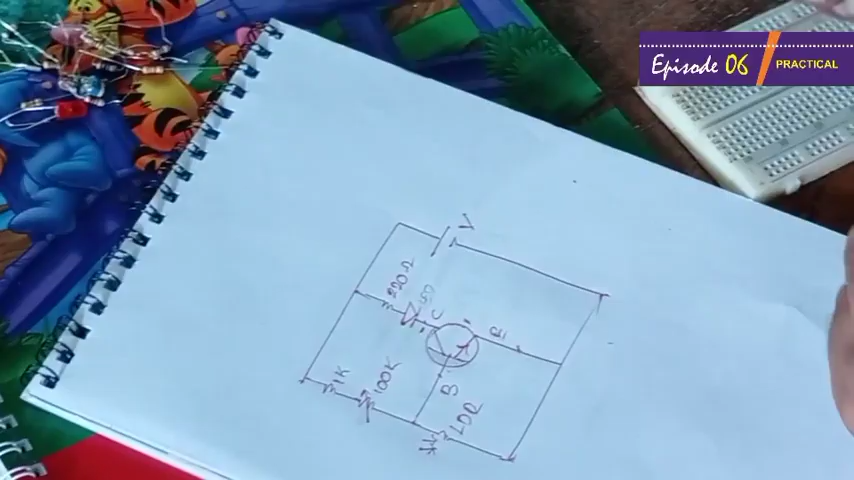 Episode 06
PRACTICAL
V
220Ω
C
E
1K
100K
B
LDR